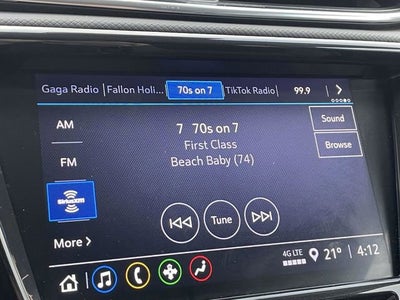 Gaga Radio Fallon Holi... 70s on 7 TikTok Radio 99.9
AM
7 70s on 7
Sound
First Class
FM
Beach Baby (74)
Browse
SiriusXM
Tune
More
4G LTE 21° 4:12